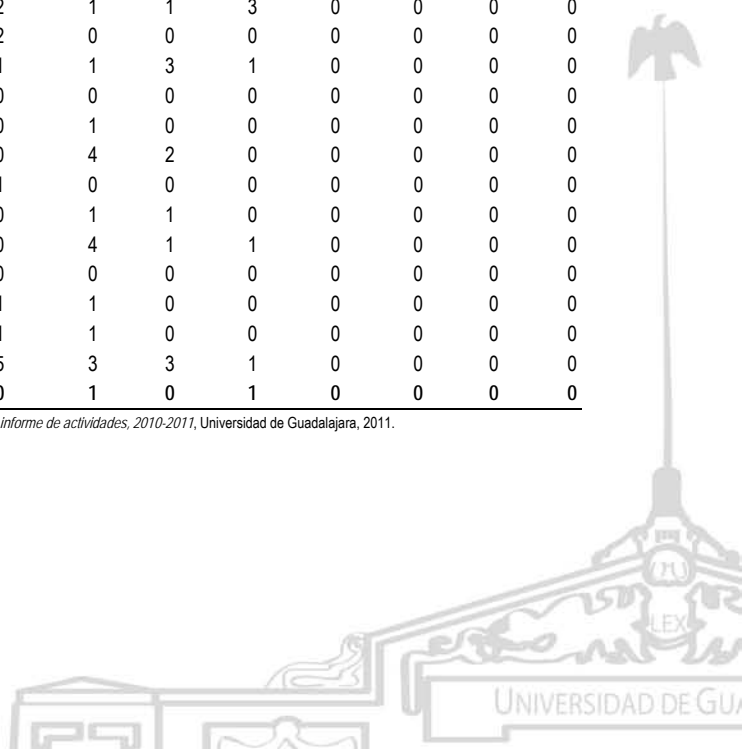 2 1 1 3 0 0 0 0
2 0 0 0 0 0 0 0
1 1 3 1 0 0 0 0
0 0 0 0 0 0 0 0
0 1 0 0 0 0 0 0
0 4 2 0 0 0 0 0
1 0 0 0 0 0 0 0
0 1 1 0 0 0 0 0
0 4 1 1 0 0 0 0
0 0 0 0 0 0 0 0
1 1 0 0 0 0 0 0
1 1 0 0 0 0 0 0
5 3 3 1 0 0 0 0
0 1 0 1 0 0 0 0
informe de actividades, 2010-2011, Universidad de Guadalajara, 2011.
LEX
UNIVERSIDAD DE GUA